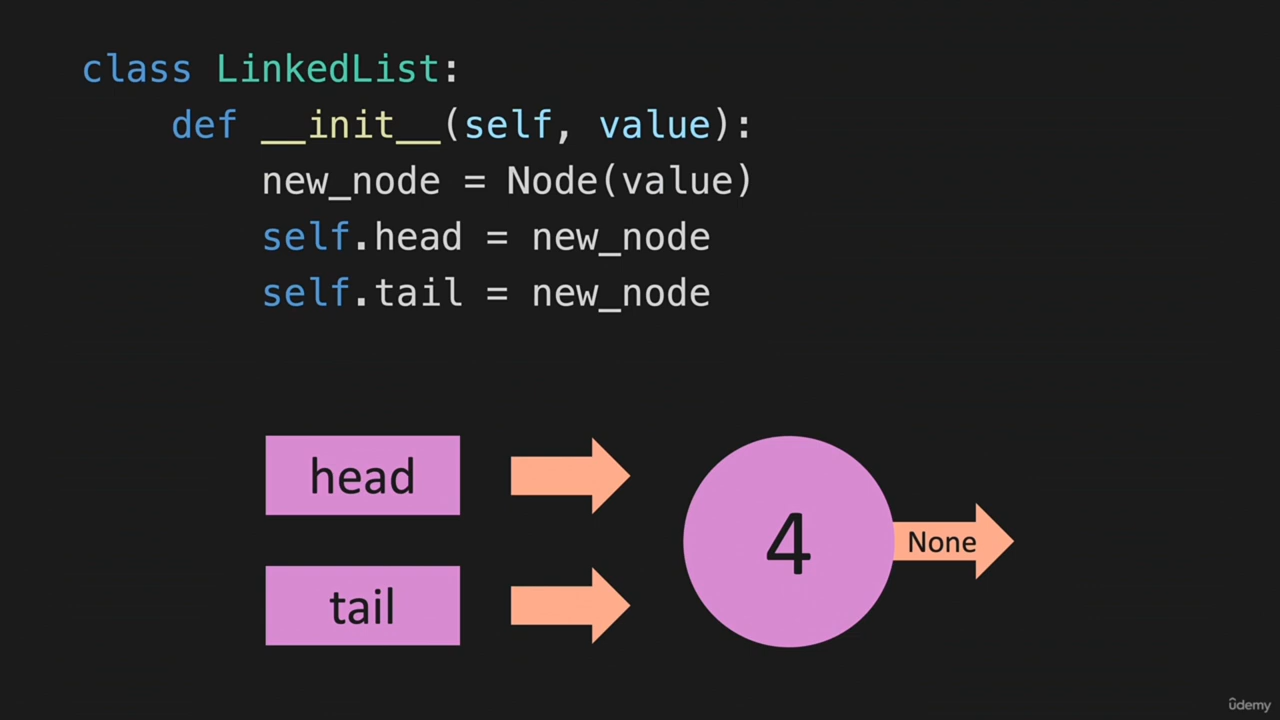 class LinkedList:
    def __init__(self, value):
        new_node = Node(value)
        self.head = new_node
        self.tail = new_node
head
4
None
tail
ûdemy